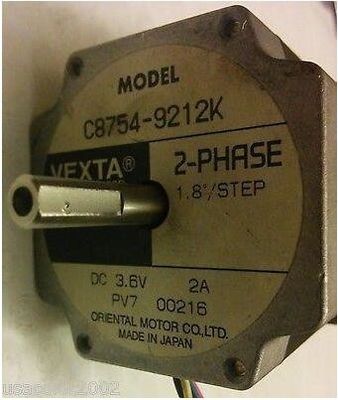 MODEL
C8754-9212K
VEXTA®
2-PHASE
1.8°/STEP
DC 3.6V 2A
PV7 00216
ORIENTAL MOTOR CO.,LTD.
MADE IN JAPAN